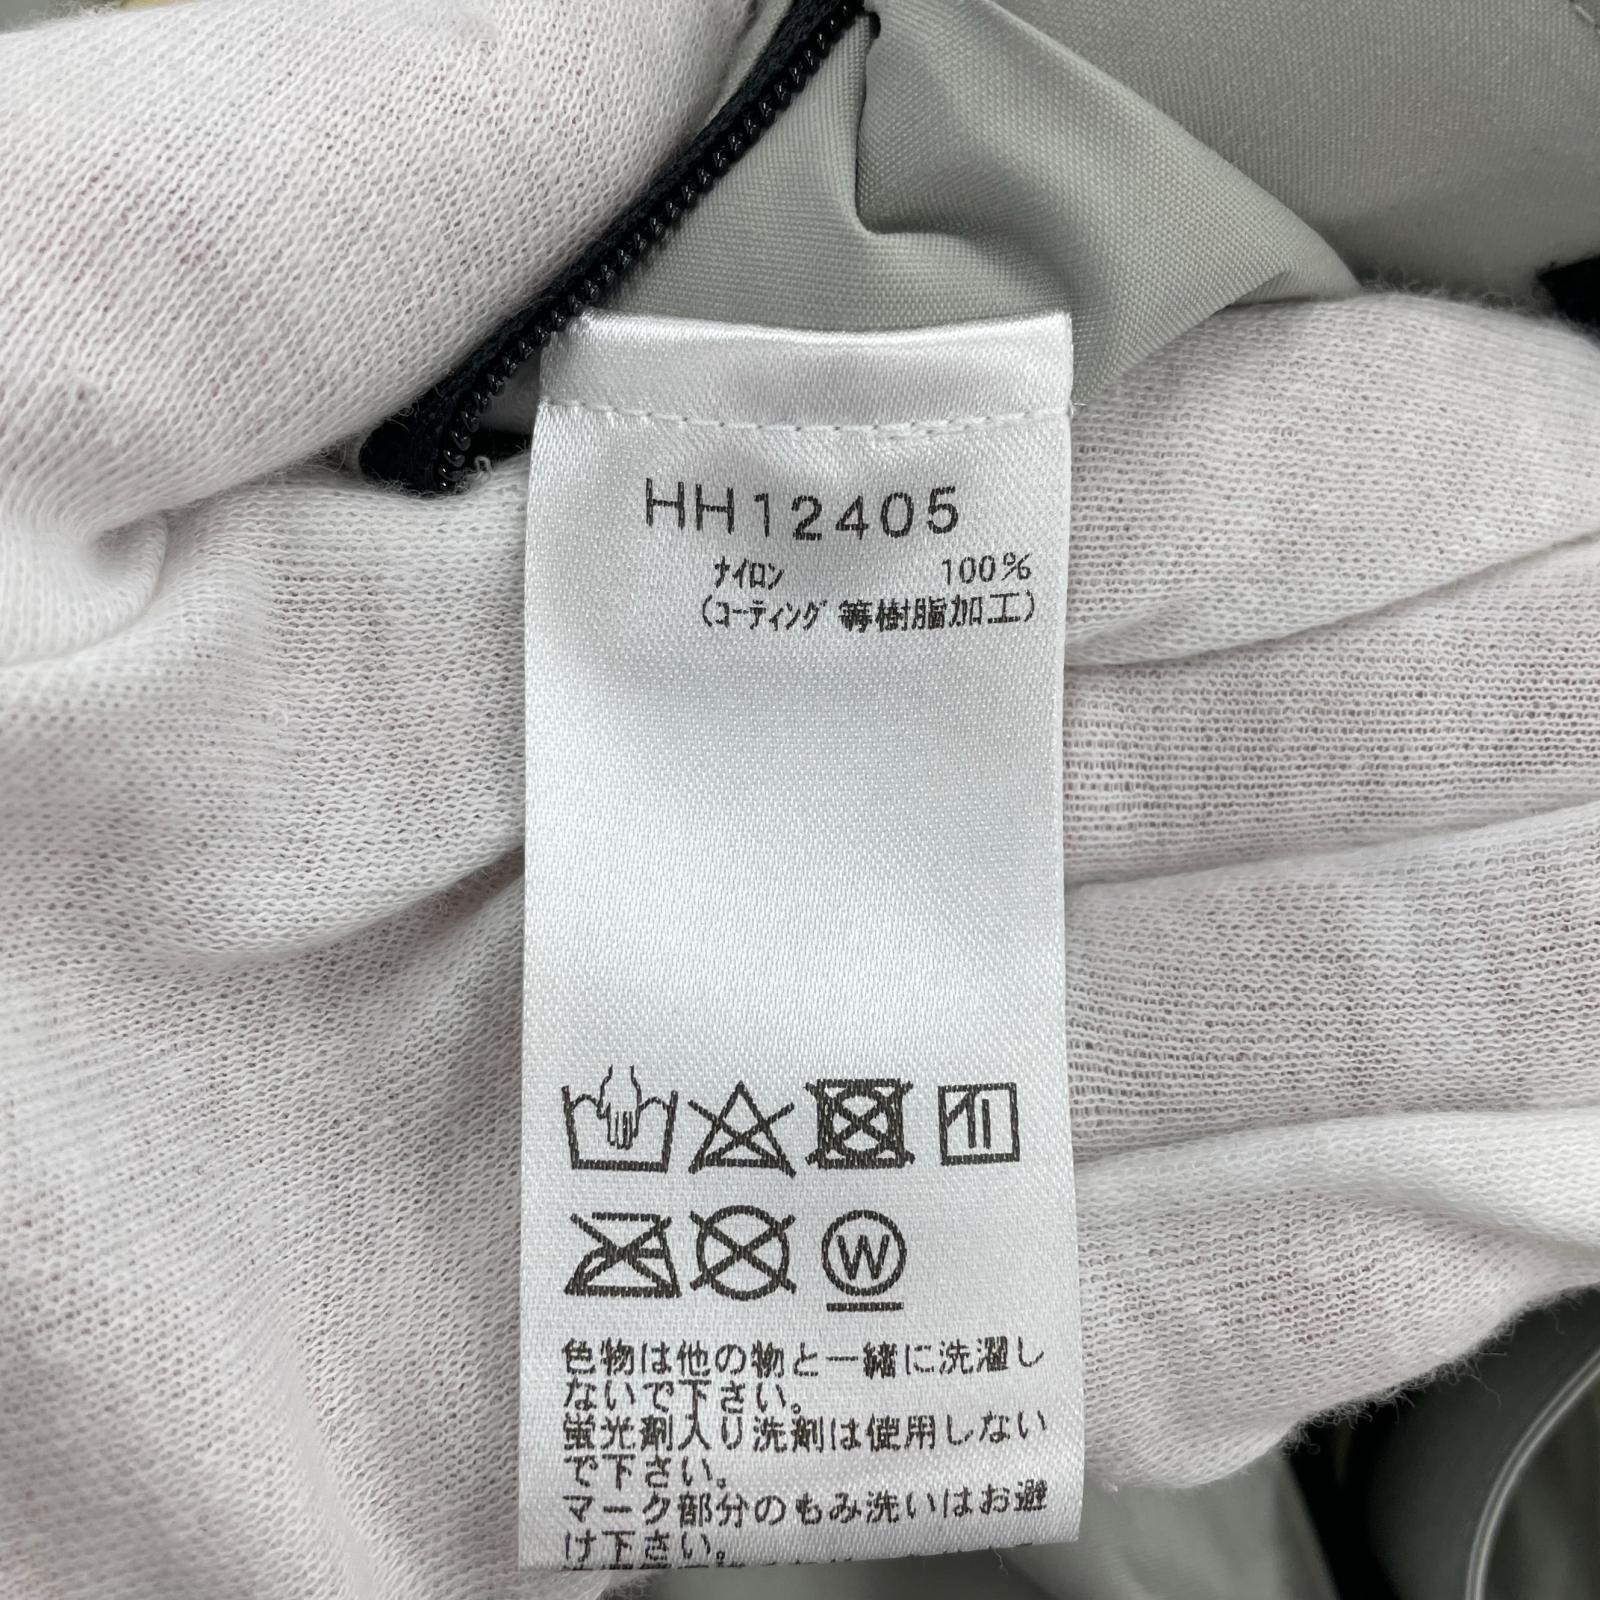 HH12405
ナイロン 100%
(コーティング等樹脂加工)
W
色物は他の物と一緒に洗濯し
ないで下さい。
蛍光剤入り洗剤は使用しない
で下さい。
マーク部分のもみ洗いはお避
け下さい。